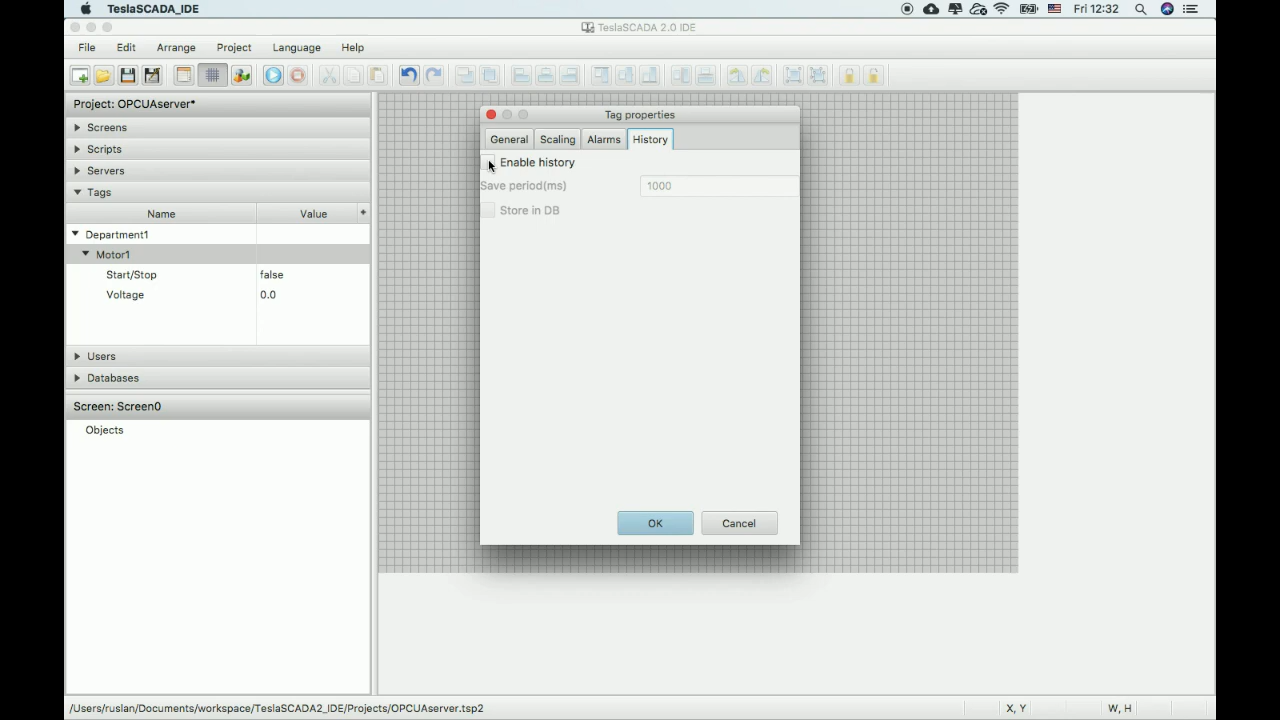 TeslaSCADA_IDE
Fri 12:32
TeslaSCADA 2.0 IDE
File Edit Arrange Project Language Help
Project: OPCUAserver*
Screens
Scripts
Servers
Tags
Name Value +
Department1
Motor1
Start/Stop false
Voltage 0.0
Users
Databases
Screen: Screen0
Objects
Tag properties
General Scaling Alarms History
Enable history
Save period(ms) 1000
Store in DB
OK Cancel
/Users/ruslan/Documents/workspace/TeslaSCADA2_IDE/Projects/OPCUAserver.tsp2
X, Y W, H